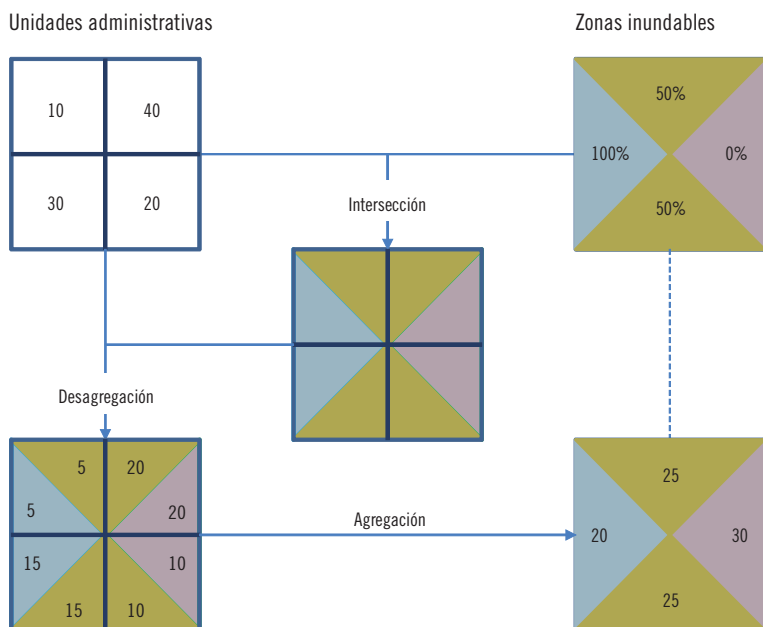 Unidades administrativas
Zonas inundables
10 40
30 20
50%
100% 0%
50%
Intersección
Desagregación
5 20
5 20
15 10
15 10
Agregación
25
20 30
25